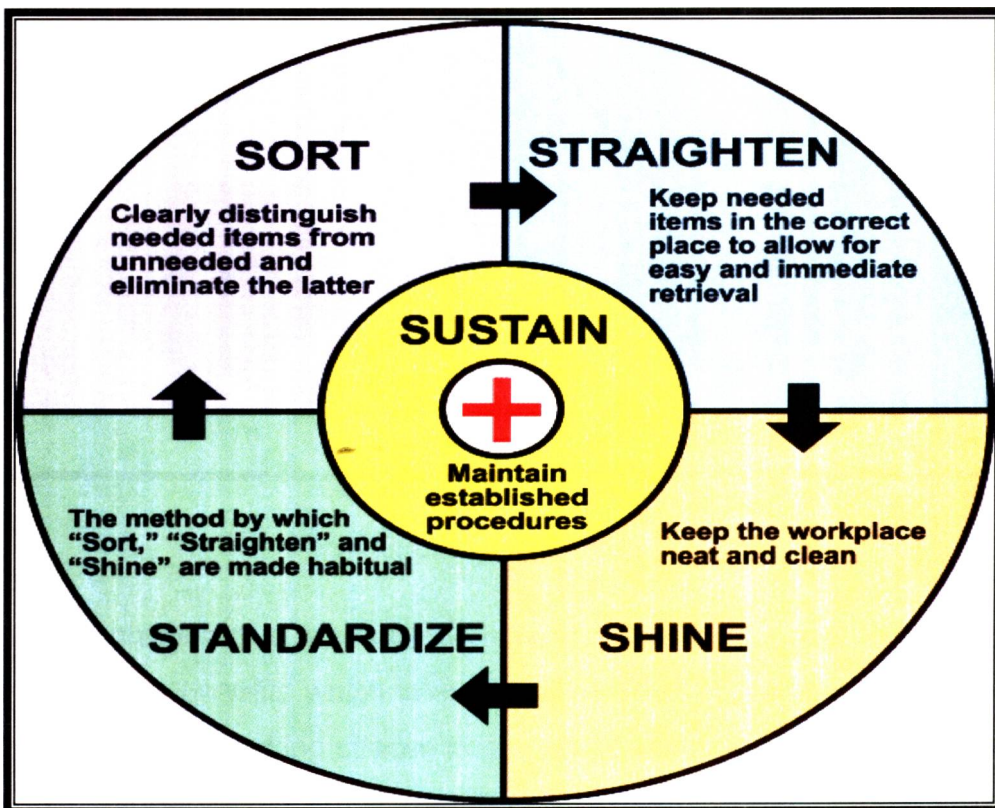 SORT
Clearly distinguish
needed items from
unneeded and
eliminate the latter
STRAIGHTEN
Keep needed
items in the correct
place to allow for
easy and immediate
retrieval
SUSTAIN
Maintain
established
procedures
The method by which
“Sort,” “Straighten” and
“Shine” are made habitual
STANDARDIZE
Keep the workplace
neat and clean
SHINE